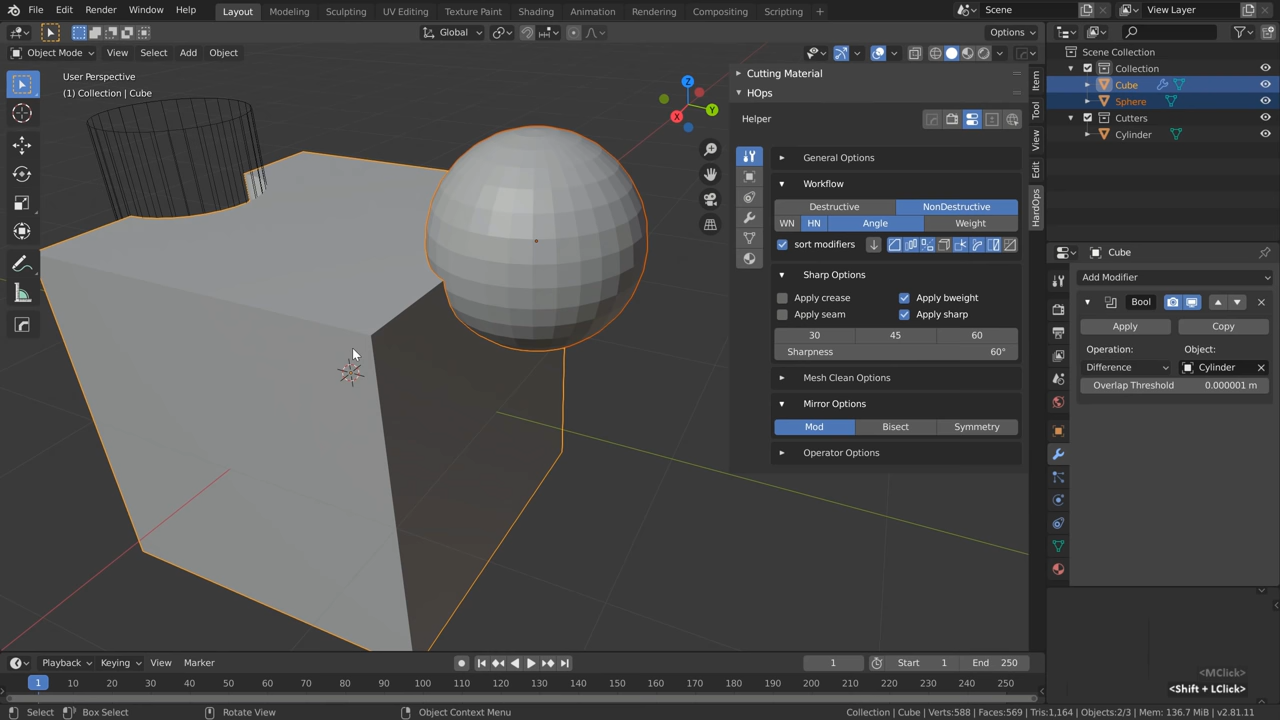 File Edit Render Window Help Layout Modeling Sculpting UV Editing Texture Paint Shading Animation Rendering Compositing Scripting + Scene View Layer
Global Options
Object Mode View Select Add Object
User Perspective
(1) Collection | Cube
Z
Y
X
Cutting Material
HOps
Helper
General Options
Workflow
Destructive NonDestructive
WN HN Angle Weight
sort modifiers
Sharp Options
Apply crease Apply bweight
Apply seam Apply sharp
30 45 60
Sharpness 60°
Mesh Clean Options
Mirror Options
Mod Bisect Symmetry
Operator Options
Item
Tool
View
Edit
HardOps
Scene Collection
Collection
Cube
Sphere
Cutters
Cylinder
Cube
Add Modifier
Bool
Apply Copy
Operation: Object:
Difference Cylinder
Overlap Threshold 0.000001 m
<MClick>
<Shift + LClick>
Playback Keying View Marker 1 Start 1 End 250
1 10 20 30 40 50 60 70 80 90 100 110 120 130 140 150 160 170 180 190 200 210 220 230 240 250
Select Box Select Rotate View Object Context Menu Collection | Cube | Verts:588 | Faces:569 | Tris:1,164 | Objects:2/3 | Mem: 136.7 MiB | v2.81.11